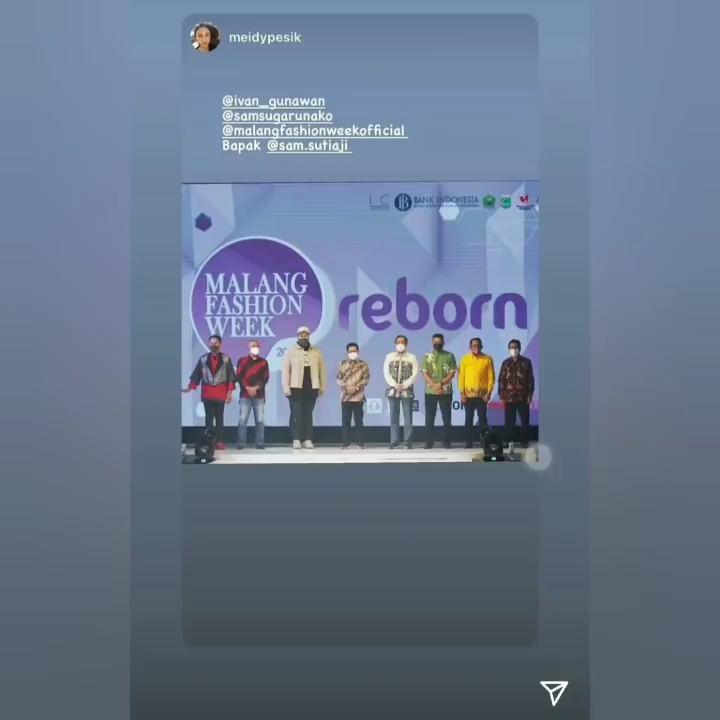 meidypesik
@ivan_gunawan
@samsugarunako
@malangfashionweekofficial
Bapak @sam.sutiaji
BANK INDONESIA
MALANG
FASHION
WEEK
reborn